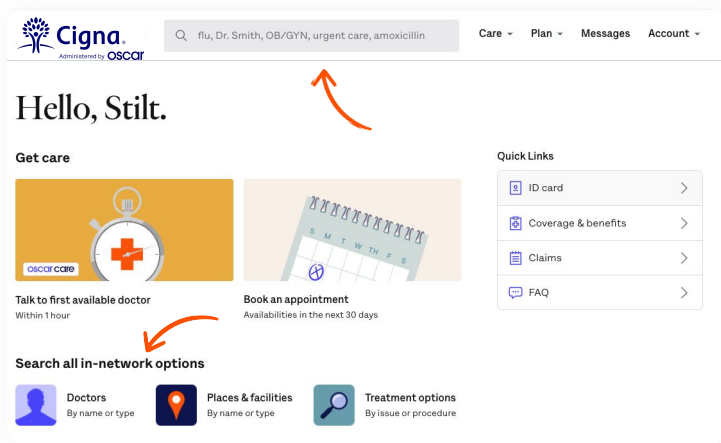 Cigna.
Administered by oscar
flu, Dr. Smith, OB/GYN, urgent care, amoxicillin
Care Plan Messages Account
Hello, Stilt.
Get care
oscar care
S M T W TH F S
Talk to first available doctor
Within 1 hour
Book an appointment
Availabilities in the next 30 days
Quick Links
ID card
Coverage & benefits
Claims
FAQ
Search all in-network options
Doctors
By name or type
Places & facilities
By name or type
Treatment options
By issue or procedure